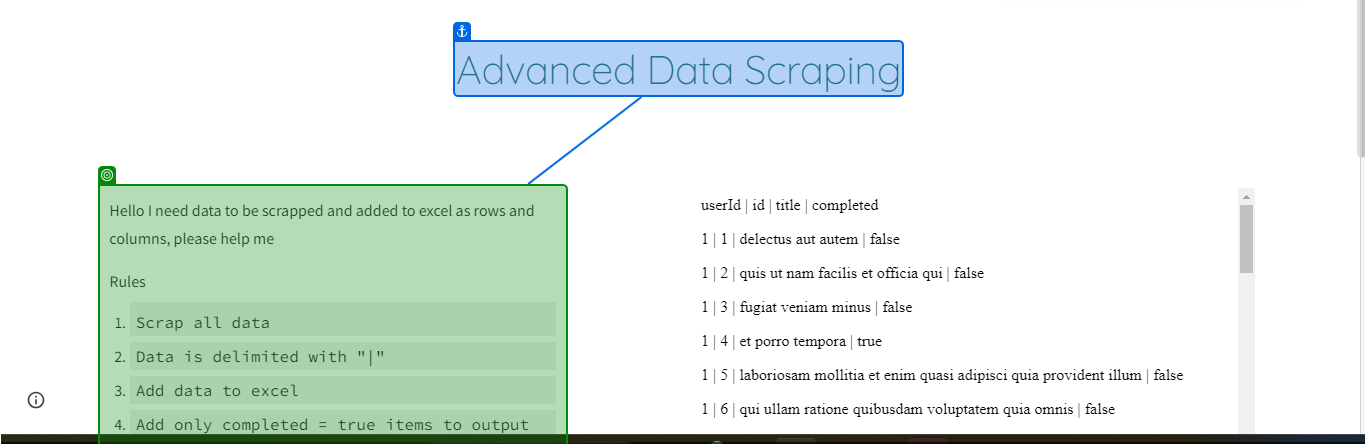 Advanced Data Scraping
Hello I need data to be scrapped and added to excel as rows and
columns, please help me
Rules
1. Scrap all data
2. Data is delimited with "|"
3. Add data to excel
4. Add only completed = true items to output
userId | id | title | completed
1 | 1 | delectus aut autem | false
1 | 2 | quis ut nam facilis et officia qui | false
1 | 3 | fugiat veniam minus | false
1 | 4 | et porro tempora | true
1 | 5 | laboriosam mollitia et enim quasi adipisci quia provident illum | false
1 | 6 | qui ullam ratione quibusdam voluptatem quia omnis | false